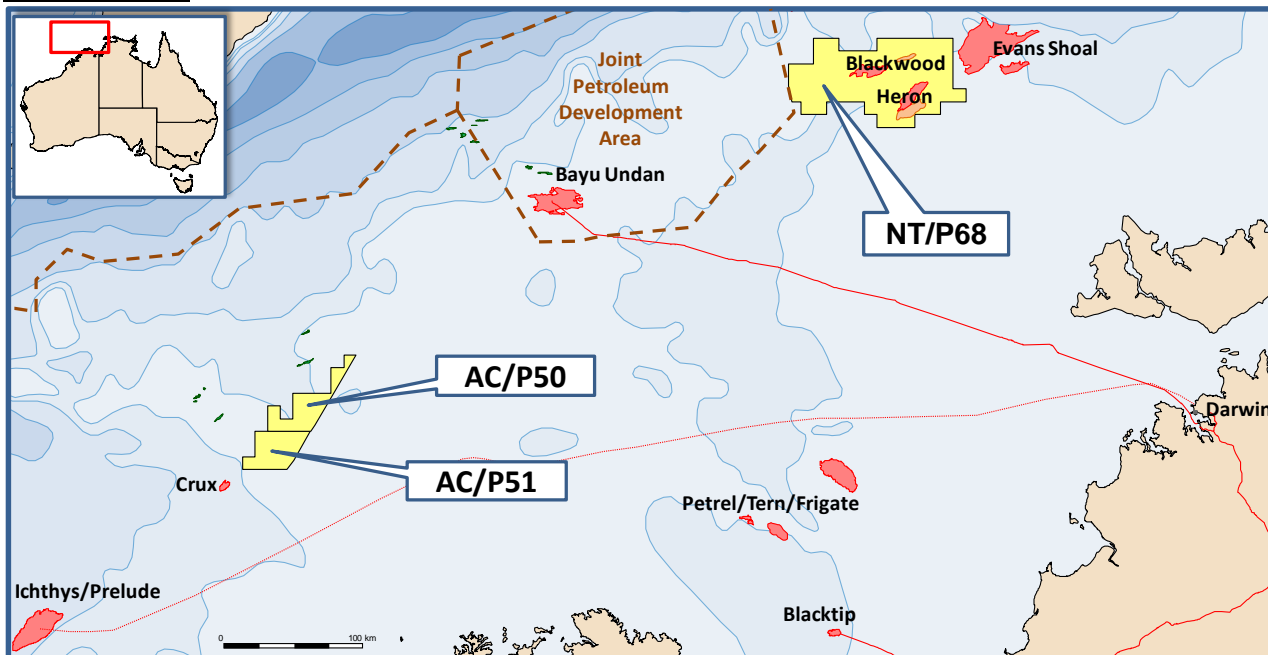 Evans Shoal
Blackwood
Heron
Joint
Petroleum
Development
Area
Bayu Undan
NT/P68
AC/P50
AC/P51
Crux
Darwin
Petrel/Tern/Frigate
Ichthys/Prelude
Blacktip
0 100 km